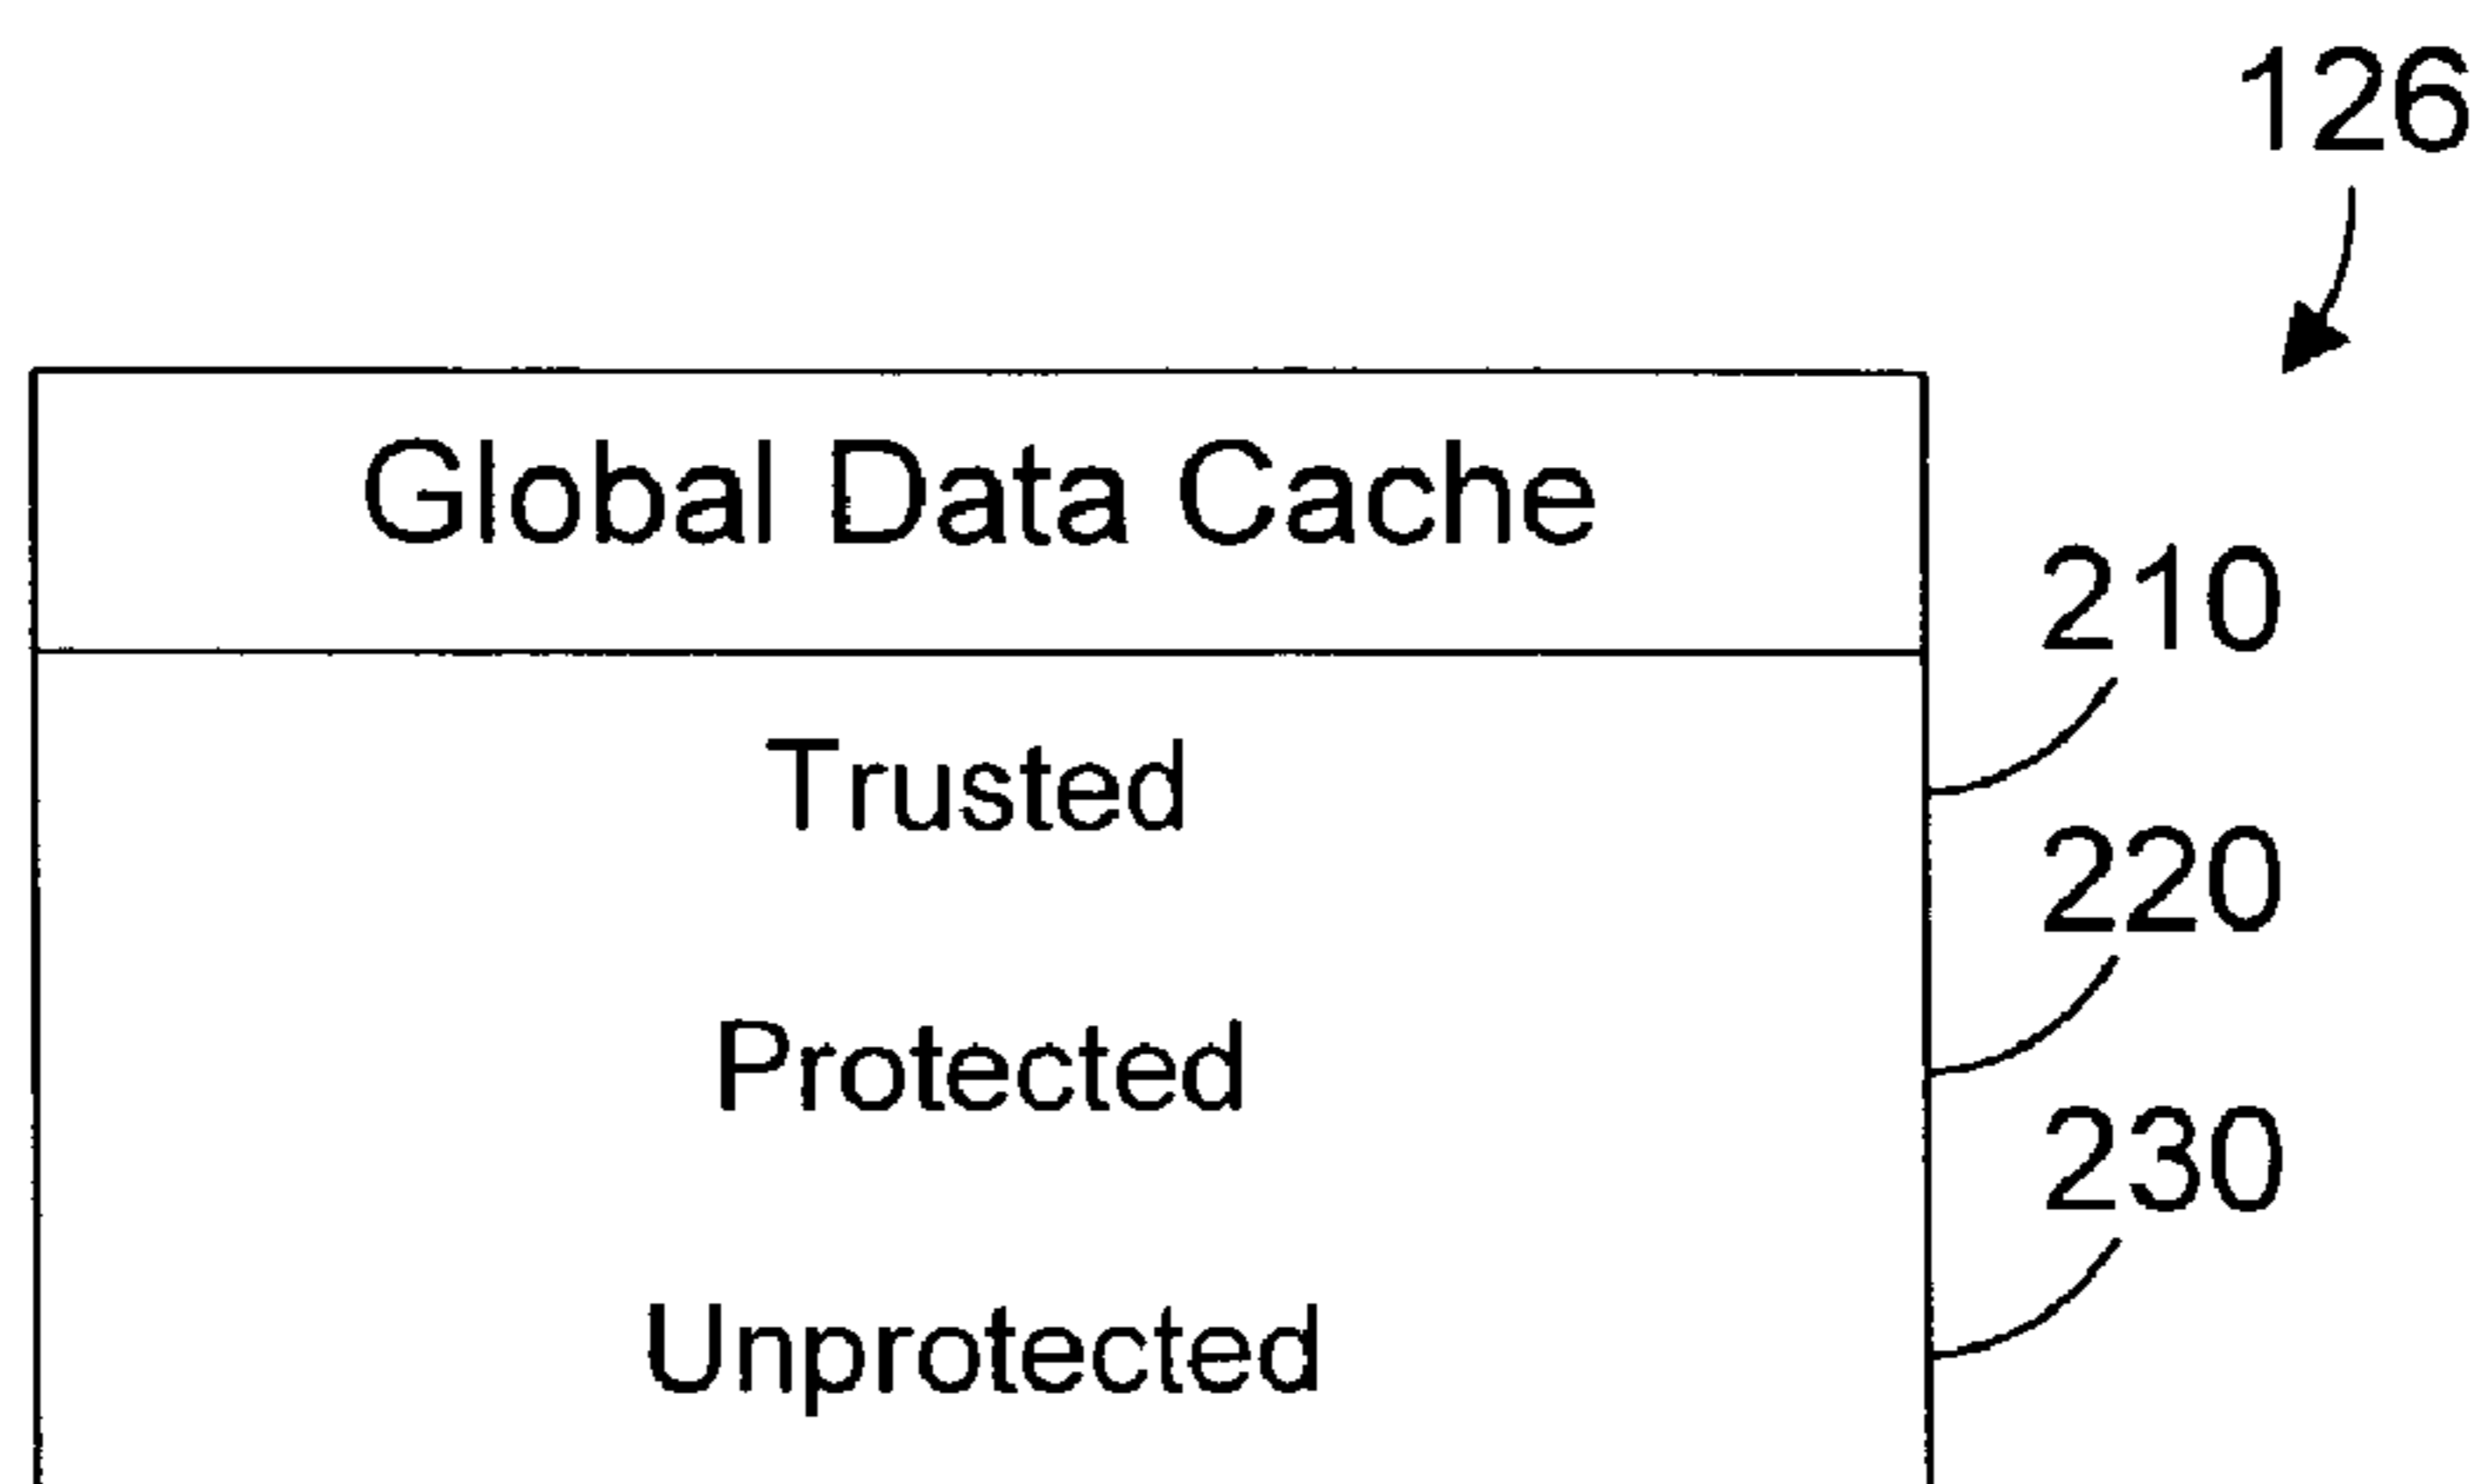 126
Global Data Cache
210
Trusted
220
Protected
230
Unprotected